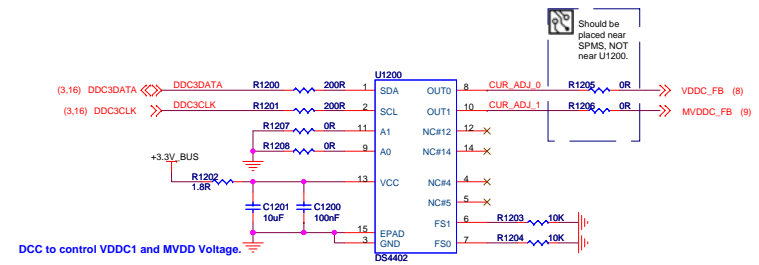 Should be
placed near
SPMS, NOT
near U1200.
U1200
(3,16) DDC3DATA DDC3DATA R1200 200R 1 SDA OUT0 8 CUR_ADJ_0 R1205 0R VDDC_FB (8)
(3,16) DDC3CLK DDC3CLK R1201 200R 2 SCL OUT1 10 CUR_ADJ_1 R1206 0R MVDDC_FB (9)
R1207 0R 11 A1 NC#12 12
R1208 0R 9 A0 NC#14 14
+3.3V_BUS
R1202 13 VCC NC#4 4
1.8R
NC#5 5
C1201 C1200
10uF 100nF
FS1 6 R1203 10K
15 EPAD
3 GND FS0 7 R1204 10K
DCC to control VDDC1 and MVDD Voltage.
DS4402